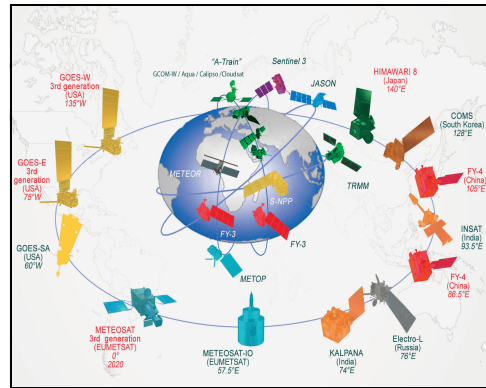 "A-Train"
GCOM-W / Aqua / Calipso /Cloudsat
Sentinel 3
JASON
GOES-W
3rd generation
(USA)
135°W
HIMAWARI 8
(Japan)
140°E
COMS
(South Korea)
128°E
GOES-E
3rd
generation
(USA)
75°W
METEOR
S-NPP
TRMM
FY-4
(China)
105°E
FY-3
FY-3
INSAT
(India)
93.5°E
GOES-SA
(USA)
60°W
METOP
FY-4
(China)
86.5°E
METEOSAT
3rd generation
(EUMETSAT)
0°
2020
METEOSAT-IO
(EUMETSAT)
57.5°E
KALPANA
(India)
74°E
Electro-L
(Russia)
76°E